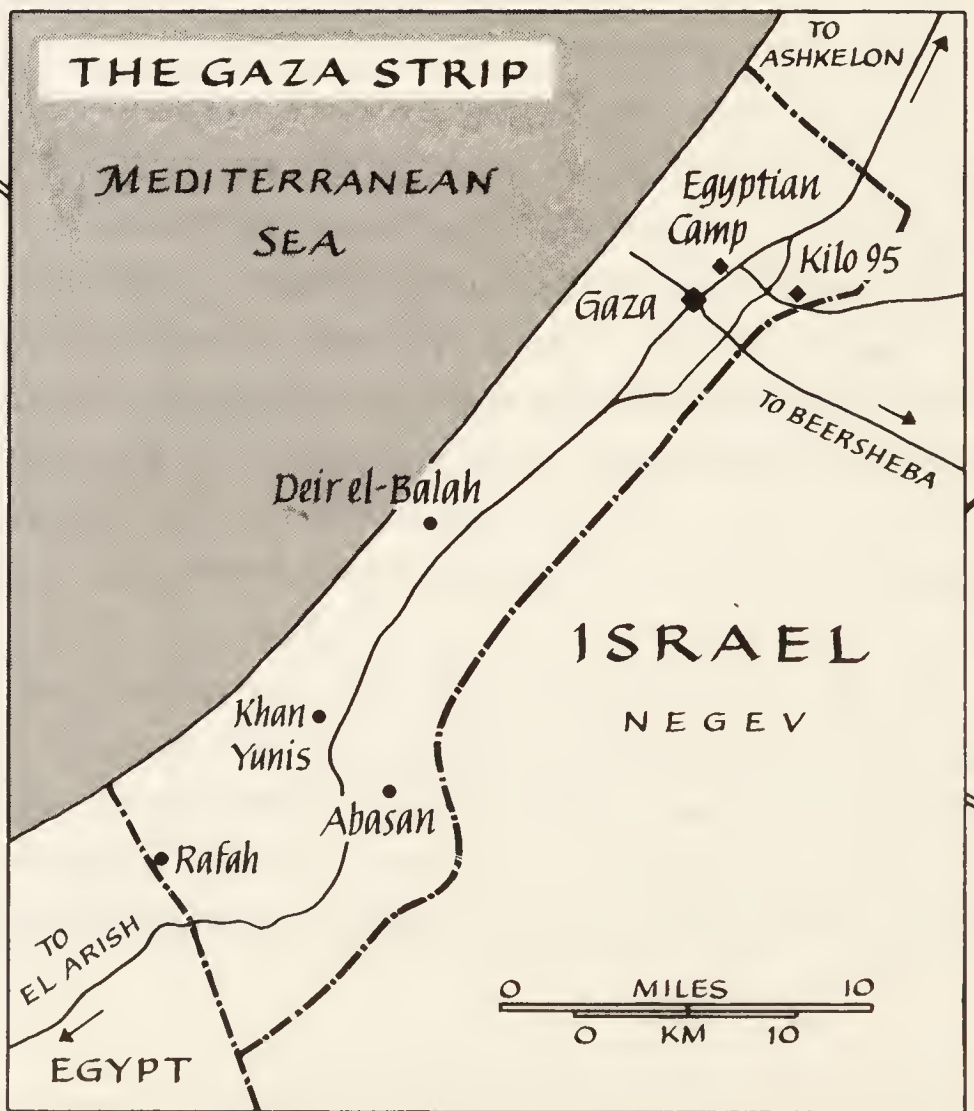 THE GAZA STRIP
MEDITERRANEAN
SEA
TO
ASHKELON
Egyptian
Camp
Kilo 95
Gaza
TO BEERSHEBA
Deir el-Balah
ISRAEL
NEGEV
Khan
Yunis
Abasan
Rafah
TO
EL ARISH
EGYPT
0 MILES 10
0 KM 10